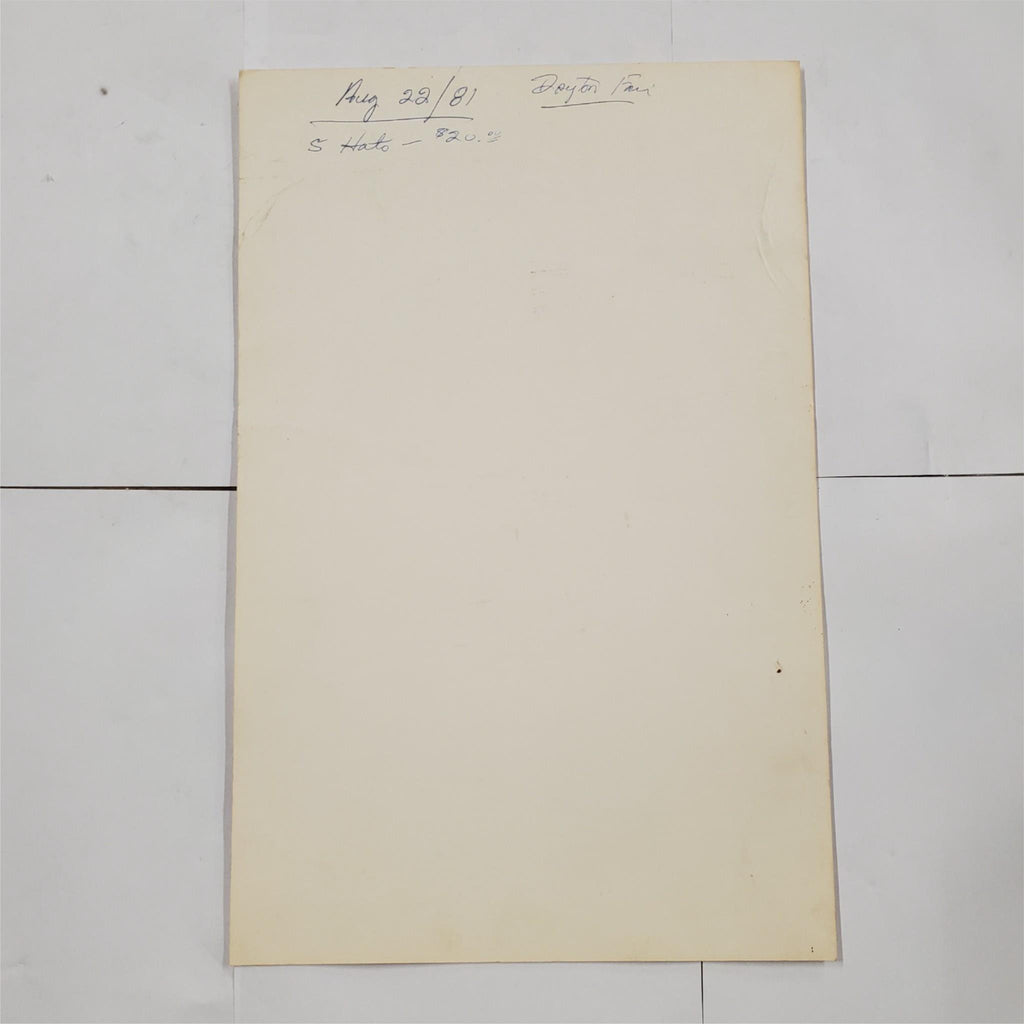 Aug 22/81 Dayton Fair
5 Hats - $20.00